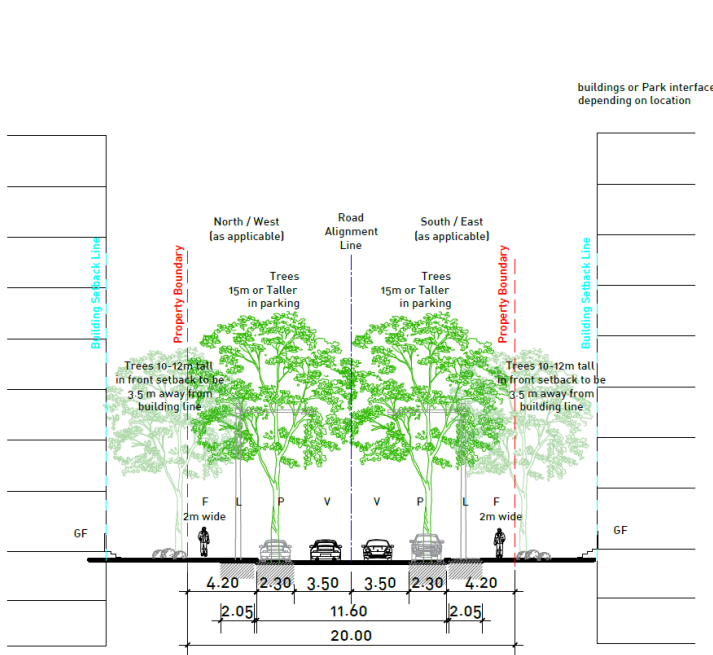 buildings or Park interface
depending on location
North / West
(as applicable)
Road
Alignment
Line
South / East
(as applicable)
Building Setback Line
Property Boundary
Property Boundary
Building Setback Line
Trees
15m or Taller
in parking
Trees
15m or Taller
in parking
Trees 10-12m tall
in front setback to be
3.5 m away from
building line
Trees 10-12m tall
in front setback to be
3.5 m away from
building line
F L P V V P L F
2m wide
2m wide
GF
GF
4.20 2.30 3.50 3.50 2.30 4.20
2.05 11.60 2.05
20.00